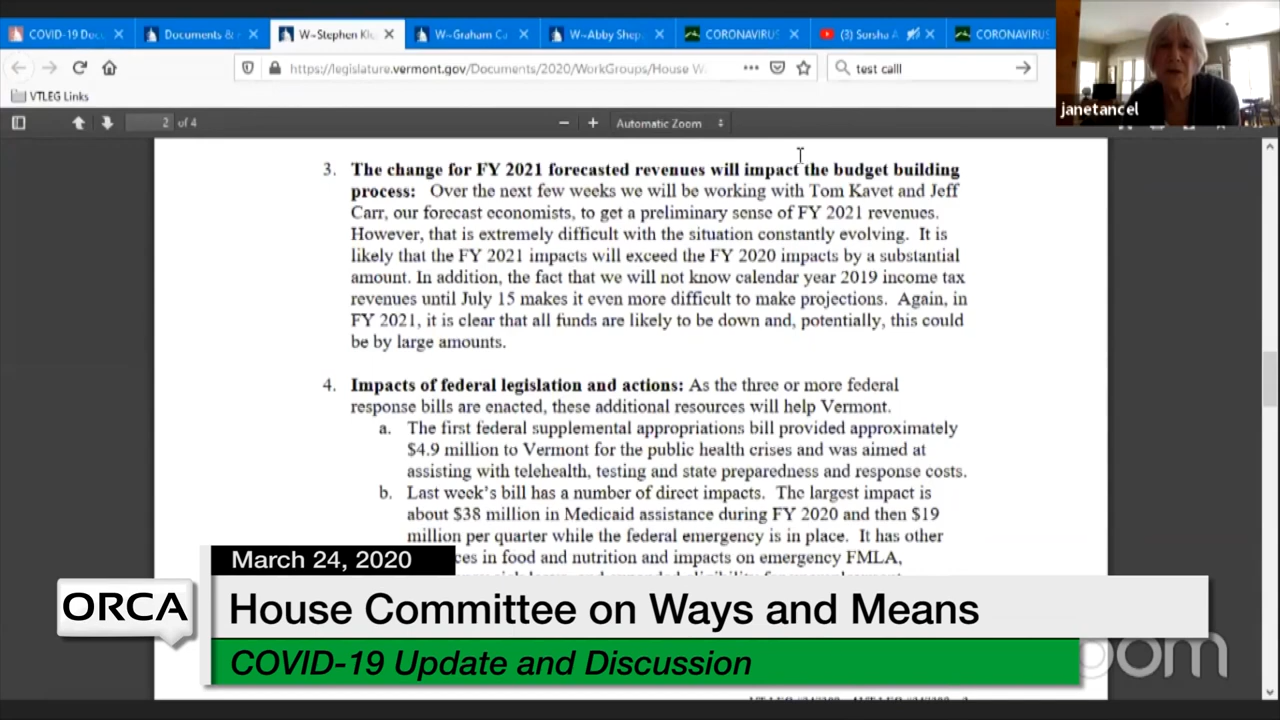 COVID-19 Doc
Documents &
W~Stephen Kl
W~Graham C
W~Abby Shep
CORONAVIRUS
(3) Sorsha A
CORONAVIRUS
https://legislature.vermont.gov/Documents/2020/WorkGroups/House W
test calll
VTLEG Links
2 of 4
Automatic Zoom
janetancel
3. The change for FY 2021 forecasted revenues will impact the budget building
process: Over the next few weeks we will be working with Tom Kavet and Jeff
Carr, our forecast economists, to get a preliminary sense of FY 2021 revenues.
However, that is extremely difficult with the situation constantly evolving. It is
likely that the FY 2021 impacts will exceed the FY 2020 impacts by a substantial
amount. In addition, the fact that we will not know calendar year 2019 income tax
revenues until July 15 makes it even more difficult to make projections. Again, in
FY 2021, it is clear that all funds are likely to be down and, potentially, this could
be by large amounts.
4. Impacts of federal legislation and actions: As the three or more federal
response bills are enacted, these additional resources will help Vermont.
a. The first federal supplemental appropriations bill provided approximately
$4.9 million to Vermont for the public health crises and was aimed at
assisting with telehealth, testing and state preparedness and response costs.
b. Last week's bill has a number of direct impacts. The largest impact is
about $38 million in Medicaid assistance during FY 2020 and then $19
million per quarter while the federal emergency is in place. It has other
ces in food and nutrition and impacts on emergency FMLA,
March 24, 2020
ORCA
House Committee on Ways and Means
COVID-19 Update and Discussion
oom